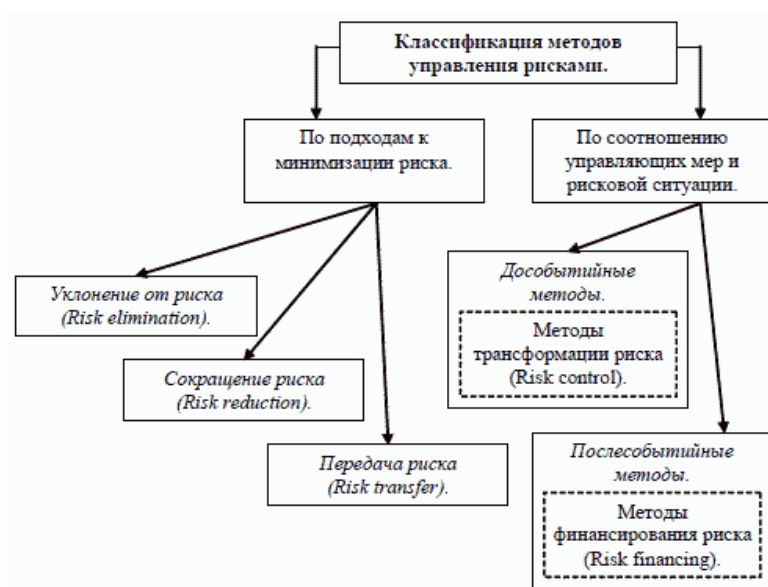 Классификация методов
управления рисками.
По подходам к
минимизации риска.
По соотношению
управляющих мер и
рисковой ситуации.
Уклонение от риска
(Risk elimination).
Сокращение риска
(Risk reduction).
Передача риска
(Risk transfer).
Дособытийные
методы.
Методы
трансформации риска
(Risk control).
Послесобытийные
методы.
Методы
финансирования риска
(Risk financing).